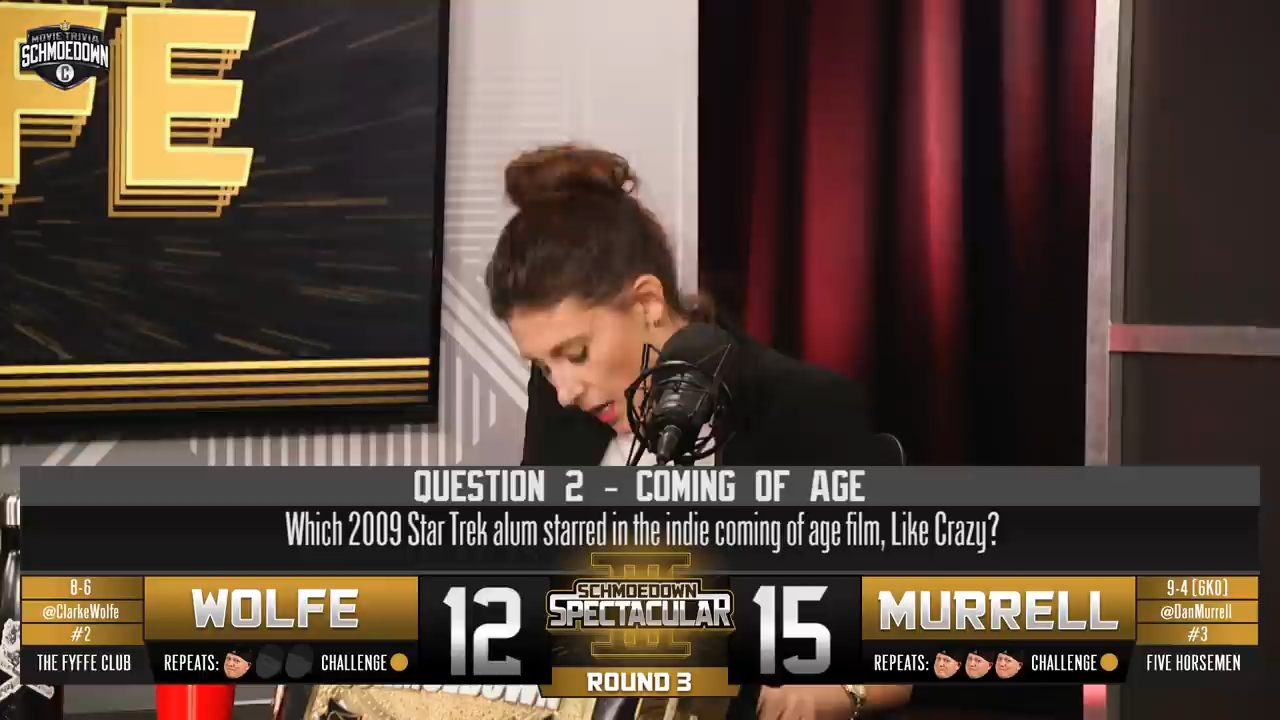 MOVIE TRIVIA
SCHMOEDOWN
C
FE
QUESTION 2 - COMING OF AGE
Which 2009 Star Trek alum starred in the indie coming of age film, Like Crazy?
8-6
@ClarkeWolfe
#2
WOLFE
12
III
SCHMOEDOWN
SPECTACULAR
15
MURRELL
9-4 (6KO)
@DanMurrell
#3
THE FYFFE CLUB
REPEATS:
CHALLENGE
ROUND 3
REPEATS:
CHALLENGE
FIVE HORSEMEN